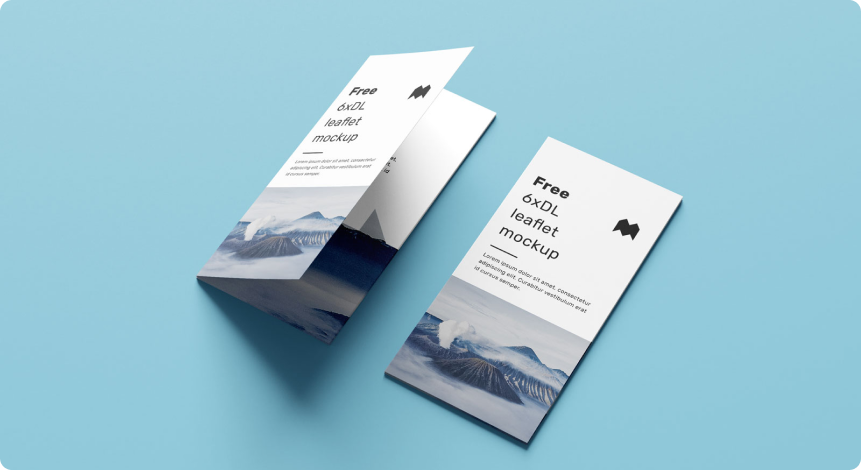 Free
6xDL
leaflet
mockup
Lorem ipsum dolor sit amet, consectetur
adipiscing elit. Curabitur vestibulum erat
id cursus semper.
Free
6xDL
leaflet
mockup
Lorem ipsum dolor sit amet, consectetur
adipiscing elit. Curabitur vestibulum erat
id cursus semper.